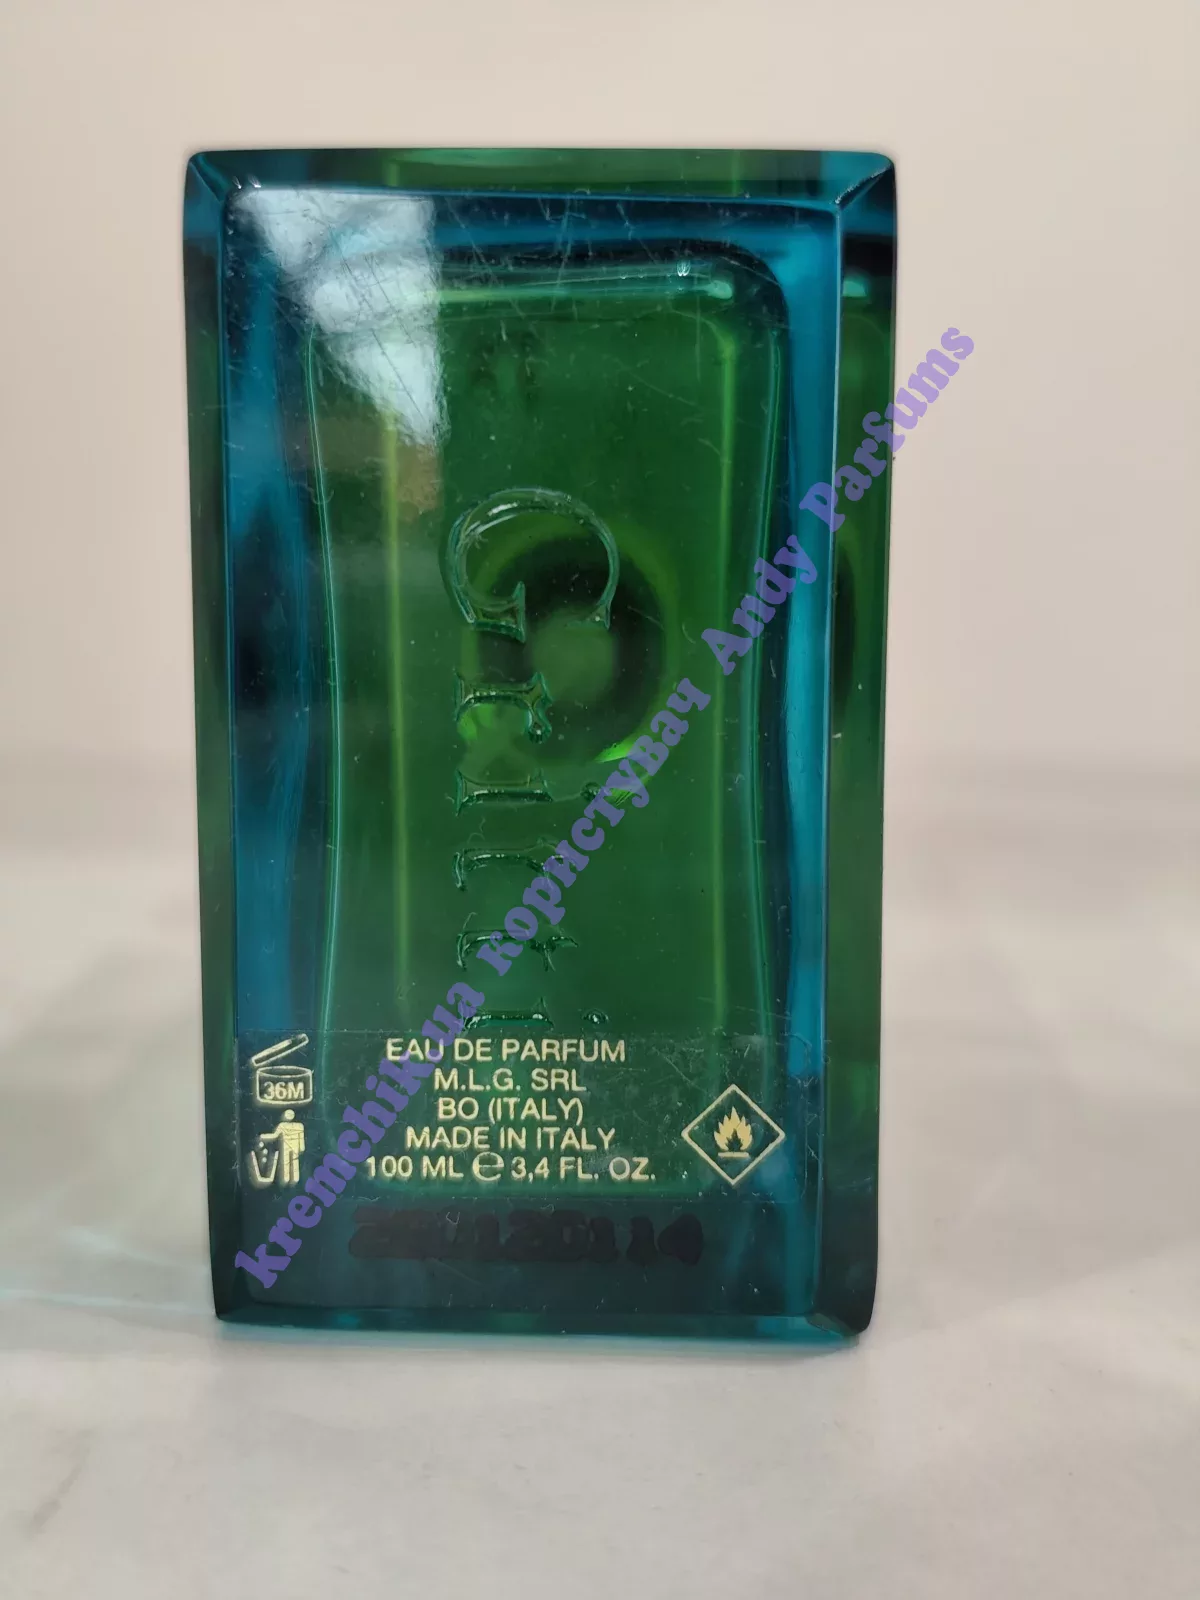 Griti
36M
EAU DE PARFUM
M.L.G. SRL
BO (ITALY)
MADE IN ITALY
100 ML ℮ 3,4 FL. OZ.
kremchik.ua користувач Andy Parfums